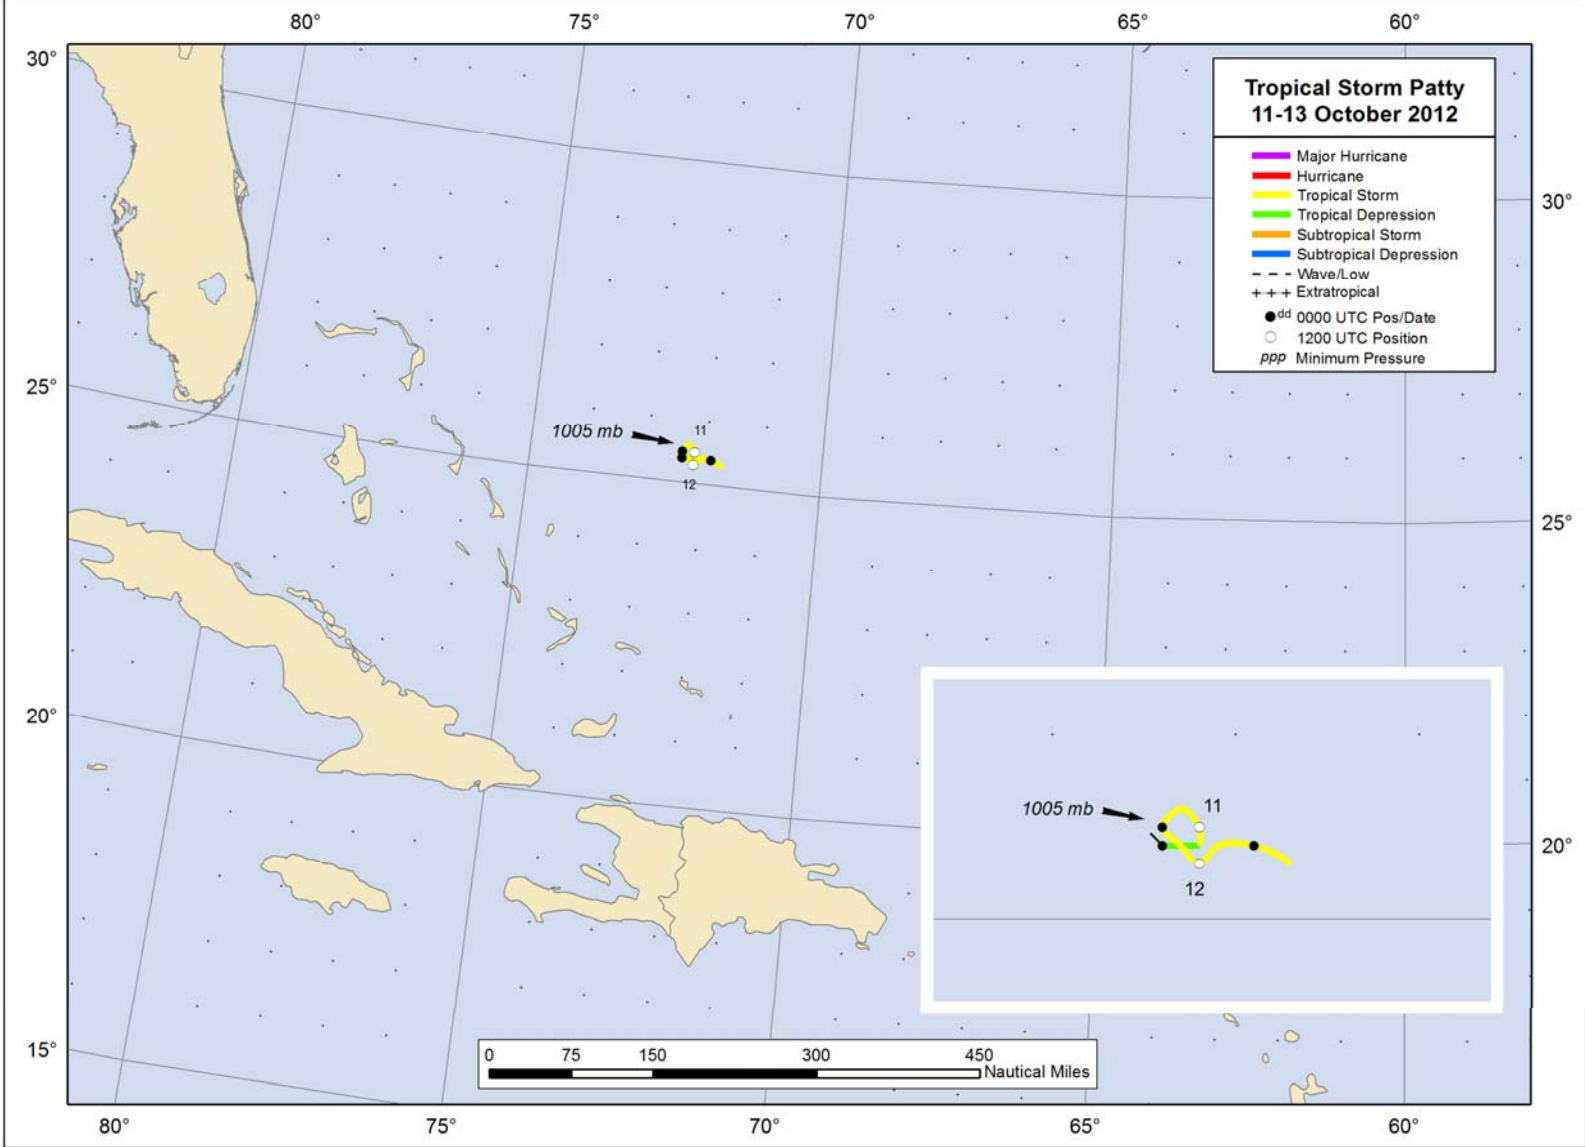 80°
75°
70°
65°
60°
30°
Tropical Storm Patty
11-13 October 2012
Major Hurricane
Hurricane
Tropical Storm
Tropical Depression
Subtropical Storm
Subtropical Depression
Wave/Low
+++ Extratropical
dd 0000 UTC Pos/Date
1200 UTC Position
ppp Minimum Pressure
30°
25°
1005 mb
11
12
25°
20°
1005 mb
11
12
20°
15°
0 75 150 300 450
Nautical Miles
80°
75°
70°
65°
60°